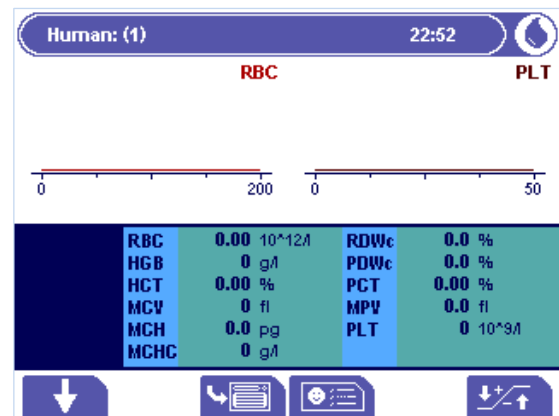 Human: (1) 22:52
RBC PLT
0 200 0 50
RBC 0.00 10^12/l RDWc 0.0 %
HGB 0 g/l PDWc 0.0 %
HCT 0.00 % PCT 0.00 %
MCV 0 fl MPV 0.0 fl
MCH 0.0 pg PLT 0 10^9/l
MCHC 0 g/l